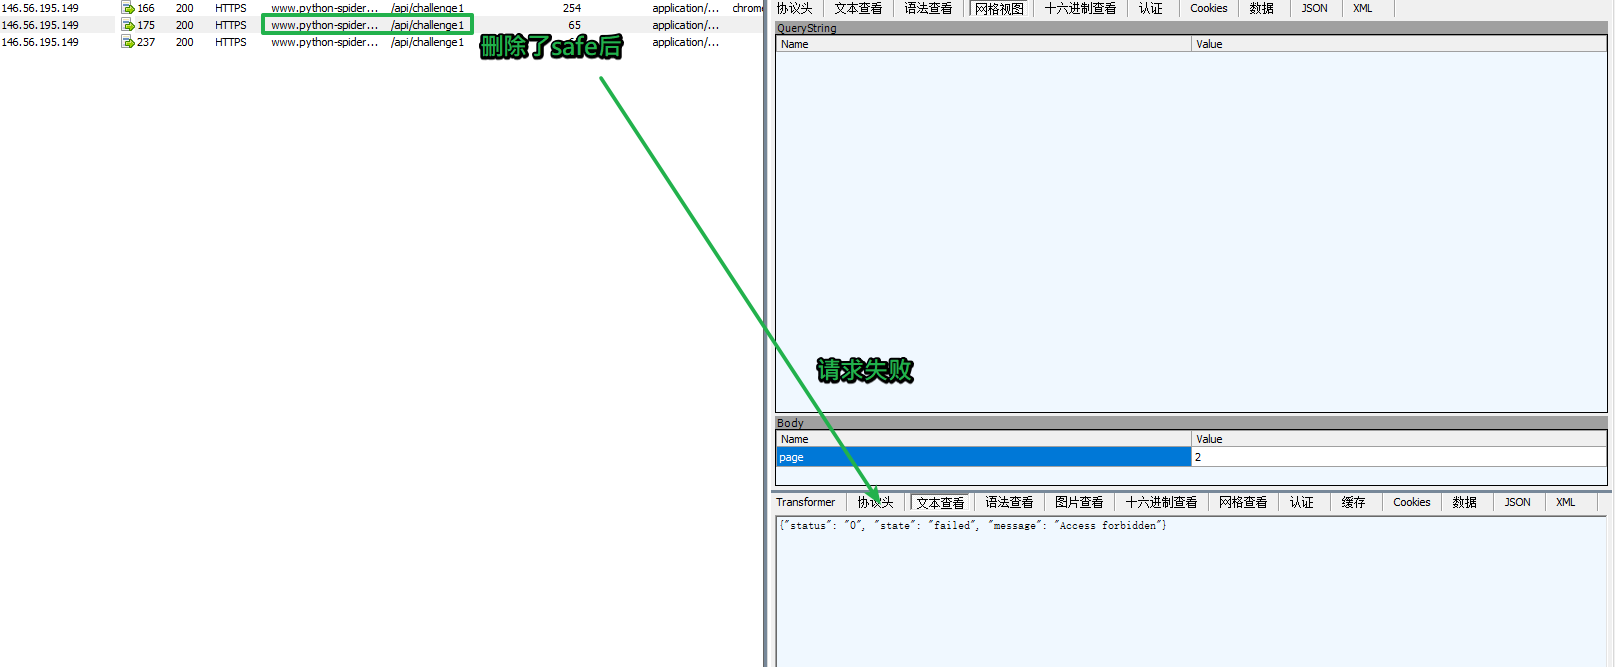 146.56.195.149 166 200 HTTPS www.python-spider... /api/challenge1 254 application/... chrome
146.56.195.149 175 200 HTTPS www.python-spider... /api/challenge1 65 application/...
146.56.195.149 237 200 HTTPS www.python-spider... /api/challenge1 application/...
删除了safe后
协议头 文本查看 语法查看 网格视图 十六进制查看 认证 Cookies 数据 JSON XML
QueryString
Name Value
请求失败
Body
Name Value
page 2
Transformer 协议头 文本查看 语法查看 图片查看 十六进制查看 网格查看 认证 缓存 Cookies 数据 JSON XML
{"status": "0", "state": "failed", "message": "Access forbidden"}